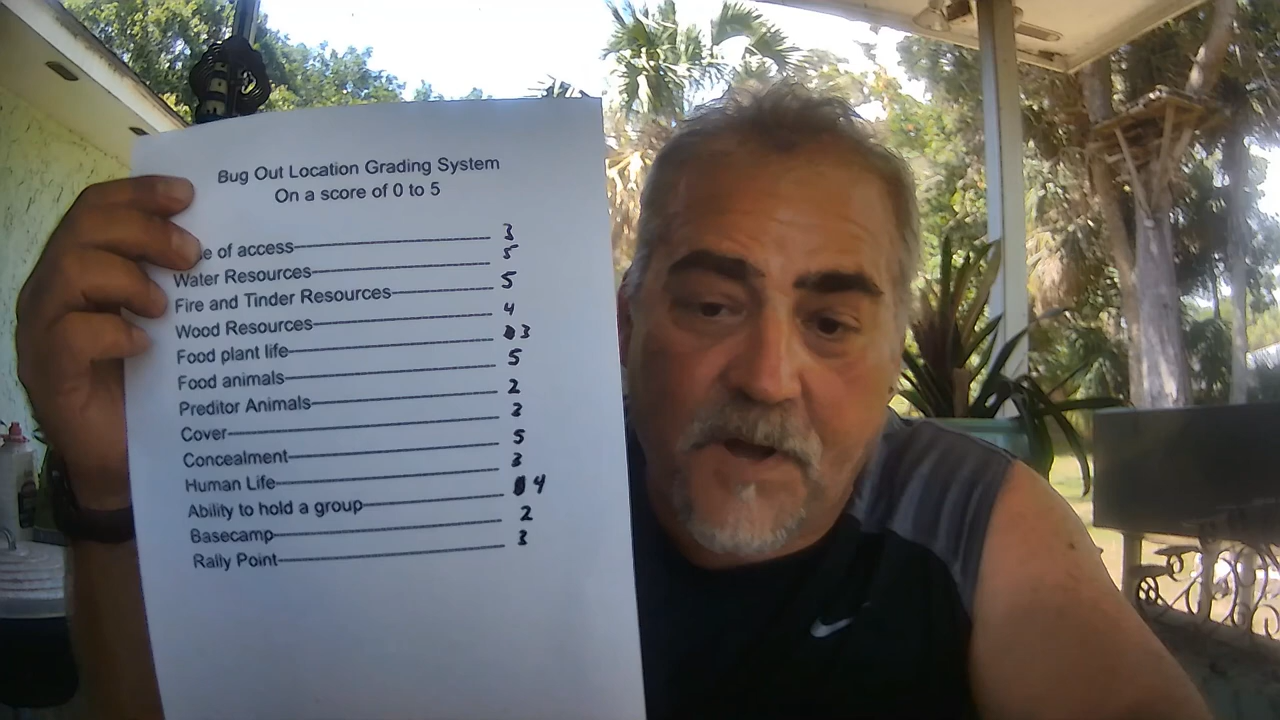 Bug Out Location Grading System
On a score of 0 to 5
of access 3
Water Resources 5
Fire and Tinder Resources 5
Wood Resources 4
Food plant life 3
Food animals 5
Preditor Animals 2
Cover 3
Concealment 5
Human Life 3
Ability to hold a group 4
Basecamp 2
Rally Point 3